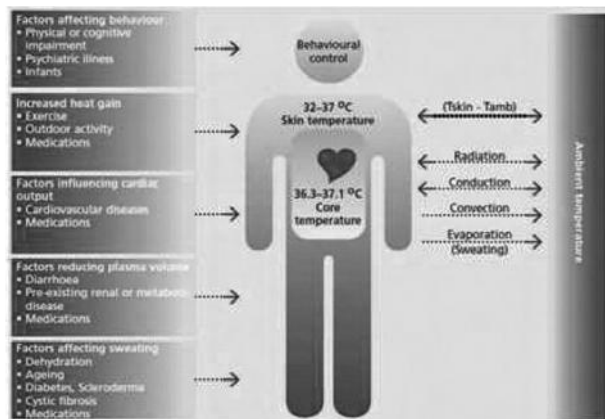 Factors affecting behaviour:
• Physical or cognitive
impairment
• Psychiatric illness
• Infants
Increased heat gain
• Exercise
• Outdoor activity
• Medications
Factors influencing cardiac
output
• Cardiovascular diseases
• Medications
Factors reducing plasma volume
• Diarrhoea
• Pre-existing renal or metabolic
disease
• Medications
Factors affecting sweating
• Dehydration
• Ageing
• Diabetes, Scleroderma
• Cystic fibrosis
• Medications
Behavioural
control
32–37 ⁰C
Skin temperature
36.3–37.1 ⁰C
Core
temperature
(Tskin - Tamb)
Radiation
Conduction
Convection
Evaporation
(Sweating)
Ambient temperature